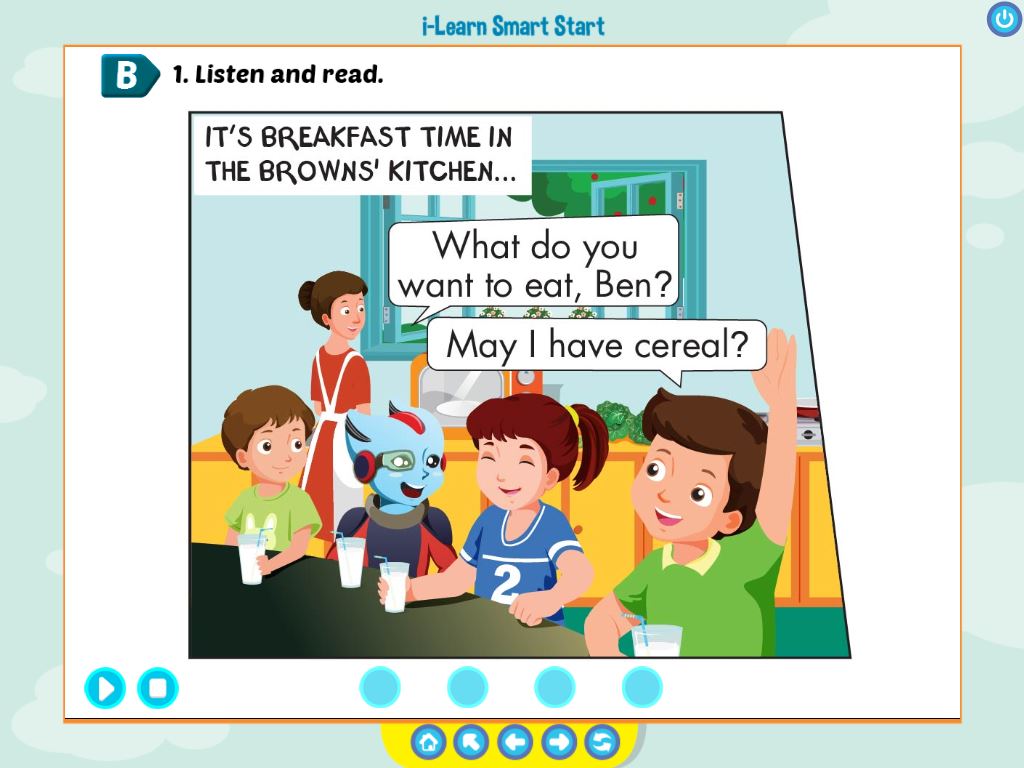 i-Learn Smart Start
B
1. Listen and read.
IT'S BREAKFAST TIME IN
THE BROWNS' KITCHEN...
What do you
want to eat, Ben?
May I have cereal?
2